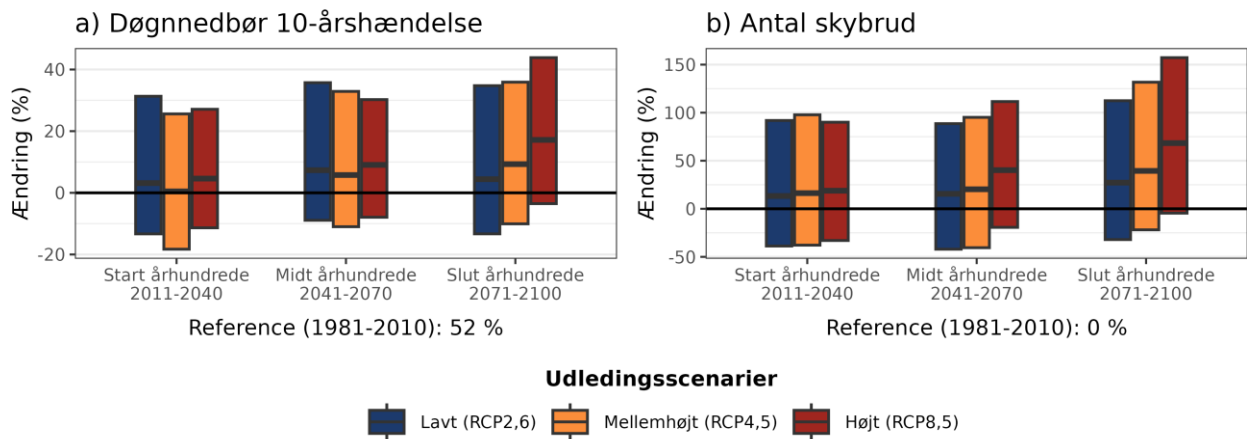 a) Døgnnedbør 10-årshændelse
Ændring (%)
40
20
0
-20
Start århundrede
2011-2040
Midt århundrede
2041-2070
Slut århundrede
2071-2100
Reference (1981-2010): 52 %
b) Antal skybrud
Ændring (%)
150
100
50
0
-50
Start århundrede
2011-2040
Midt århundrede
2041-2070
Slut århundrede
2071-2100
Reference (1981-2010): 0 %
Udledingsscenarier
Lavt (RCP2,6)
Mellemhøjt (RCP4,5)
Højt (RCP8,5)